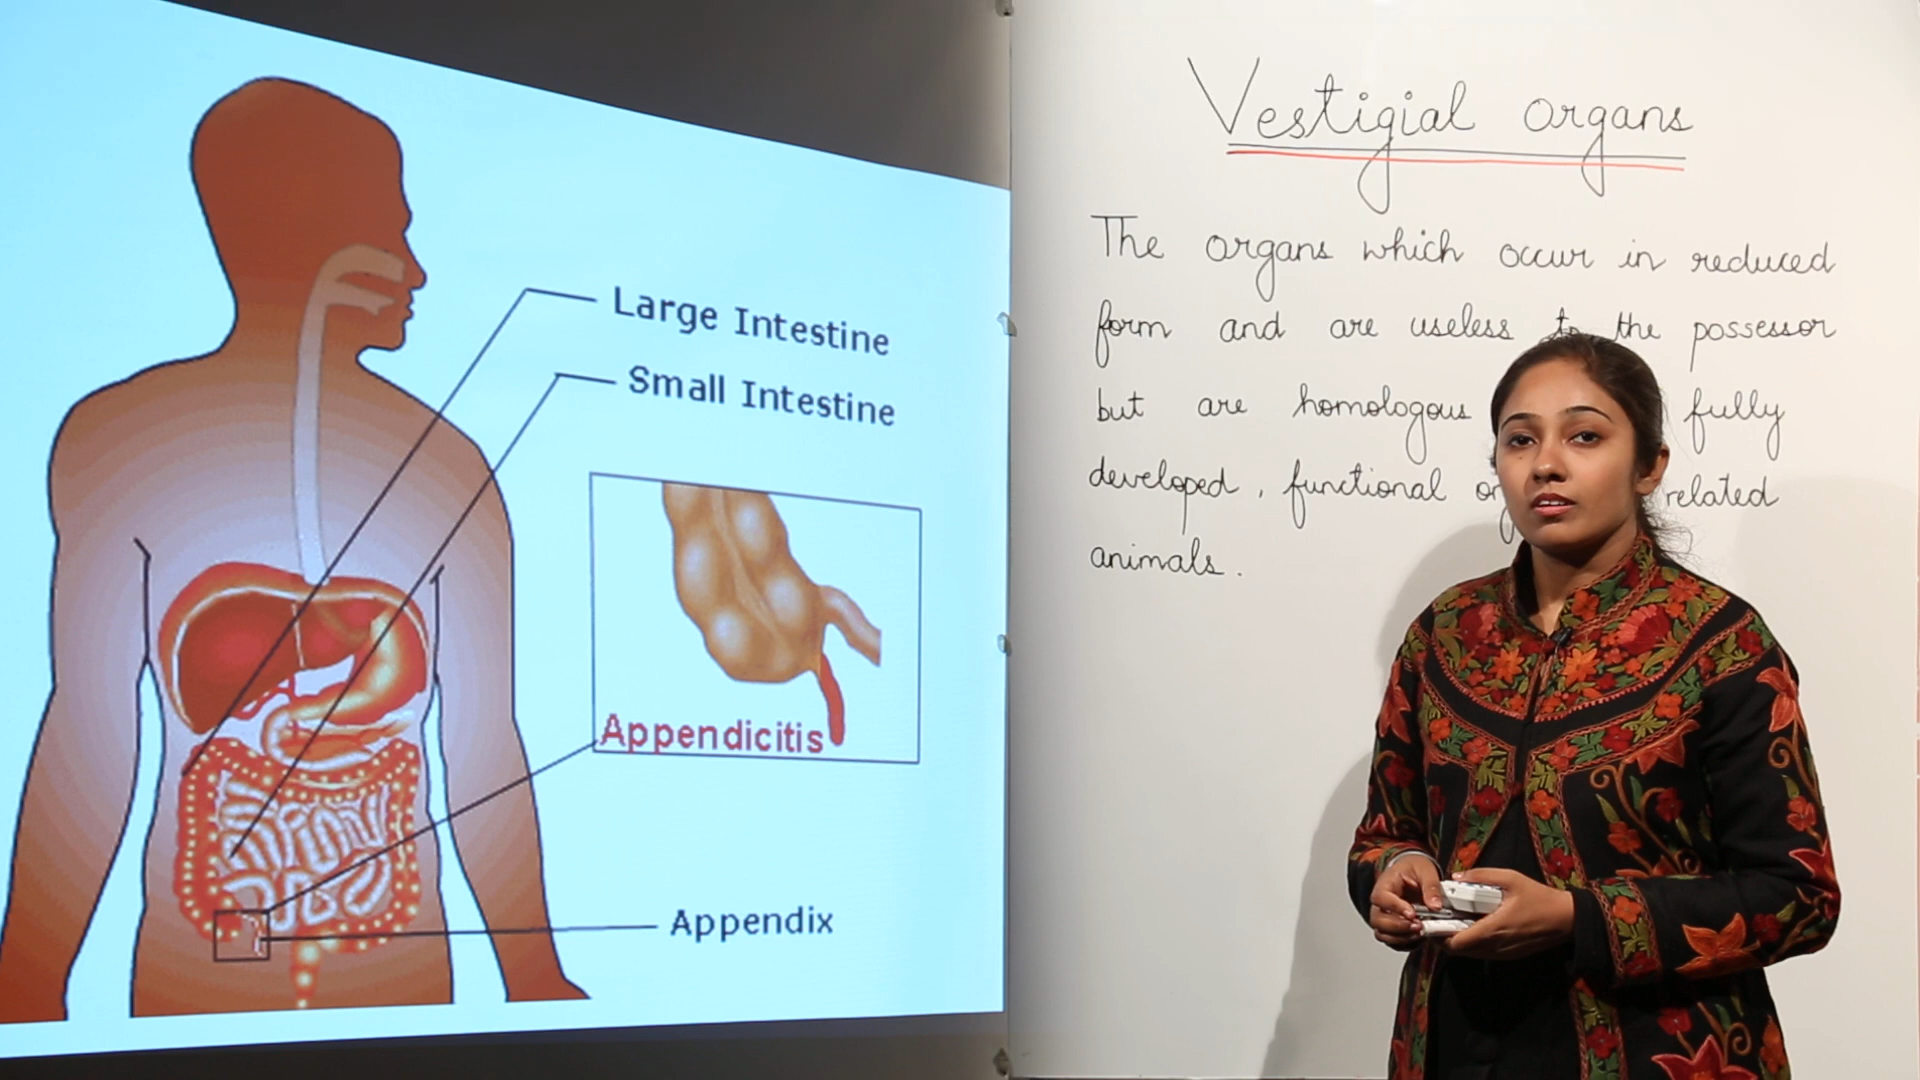 Large Intestine
Small Intestine
Appendicitis
Appendix
Vestigial organs
The organs which occur in reduced
form and are useless to the possessor
but are homologous fully
developed, functional related
animals.